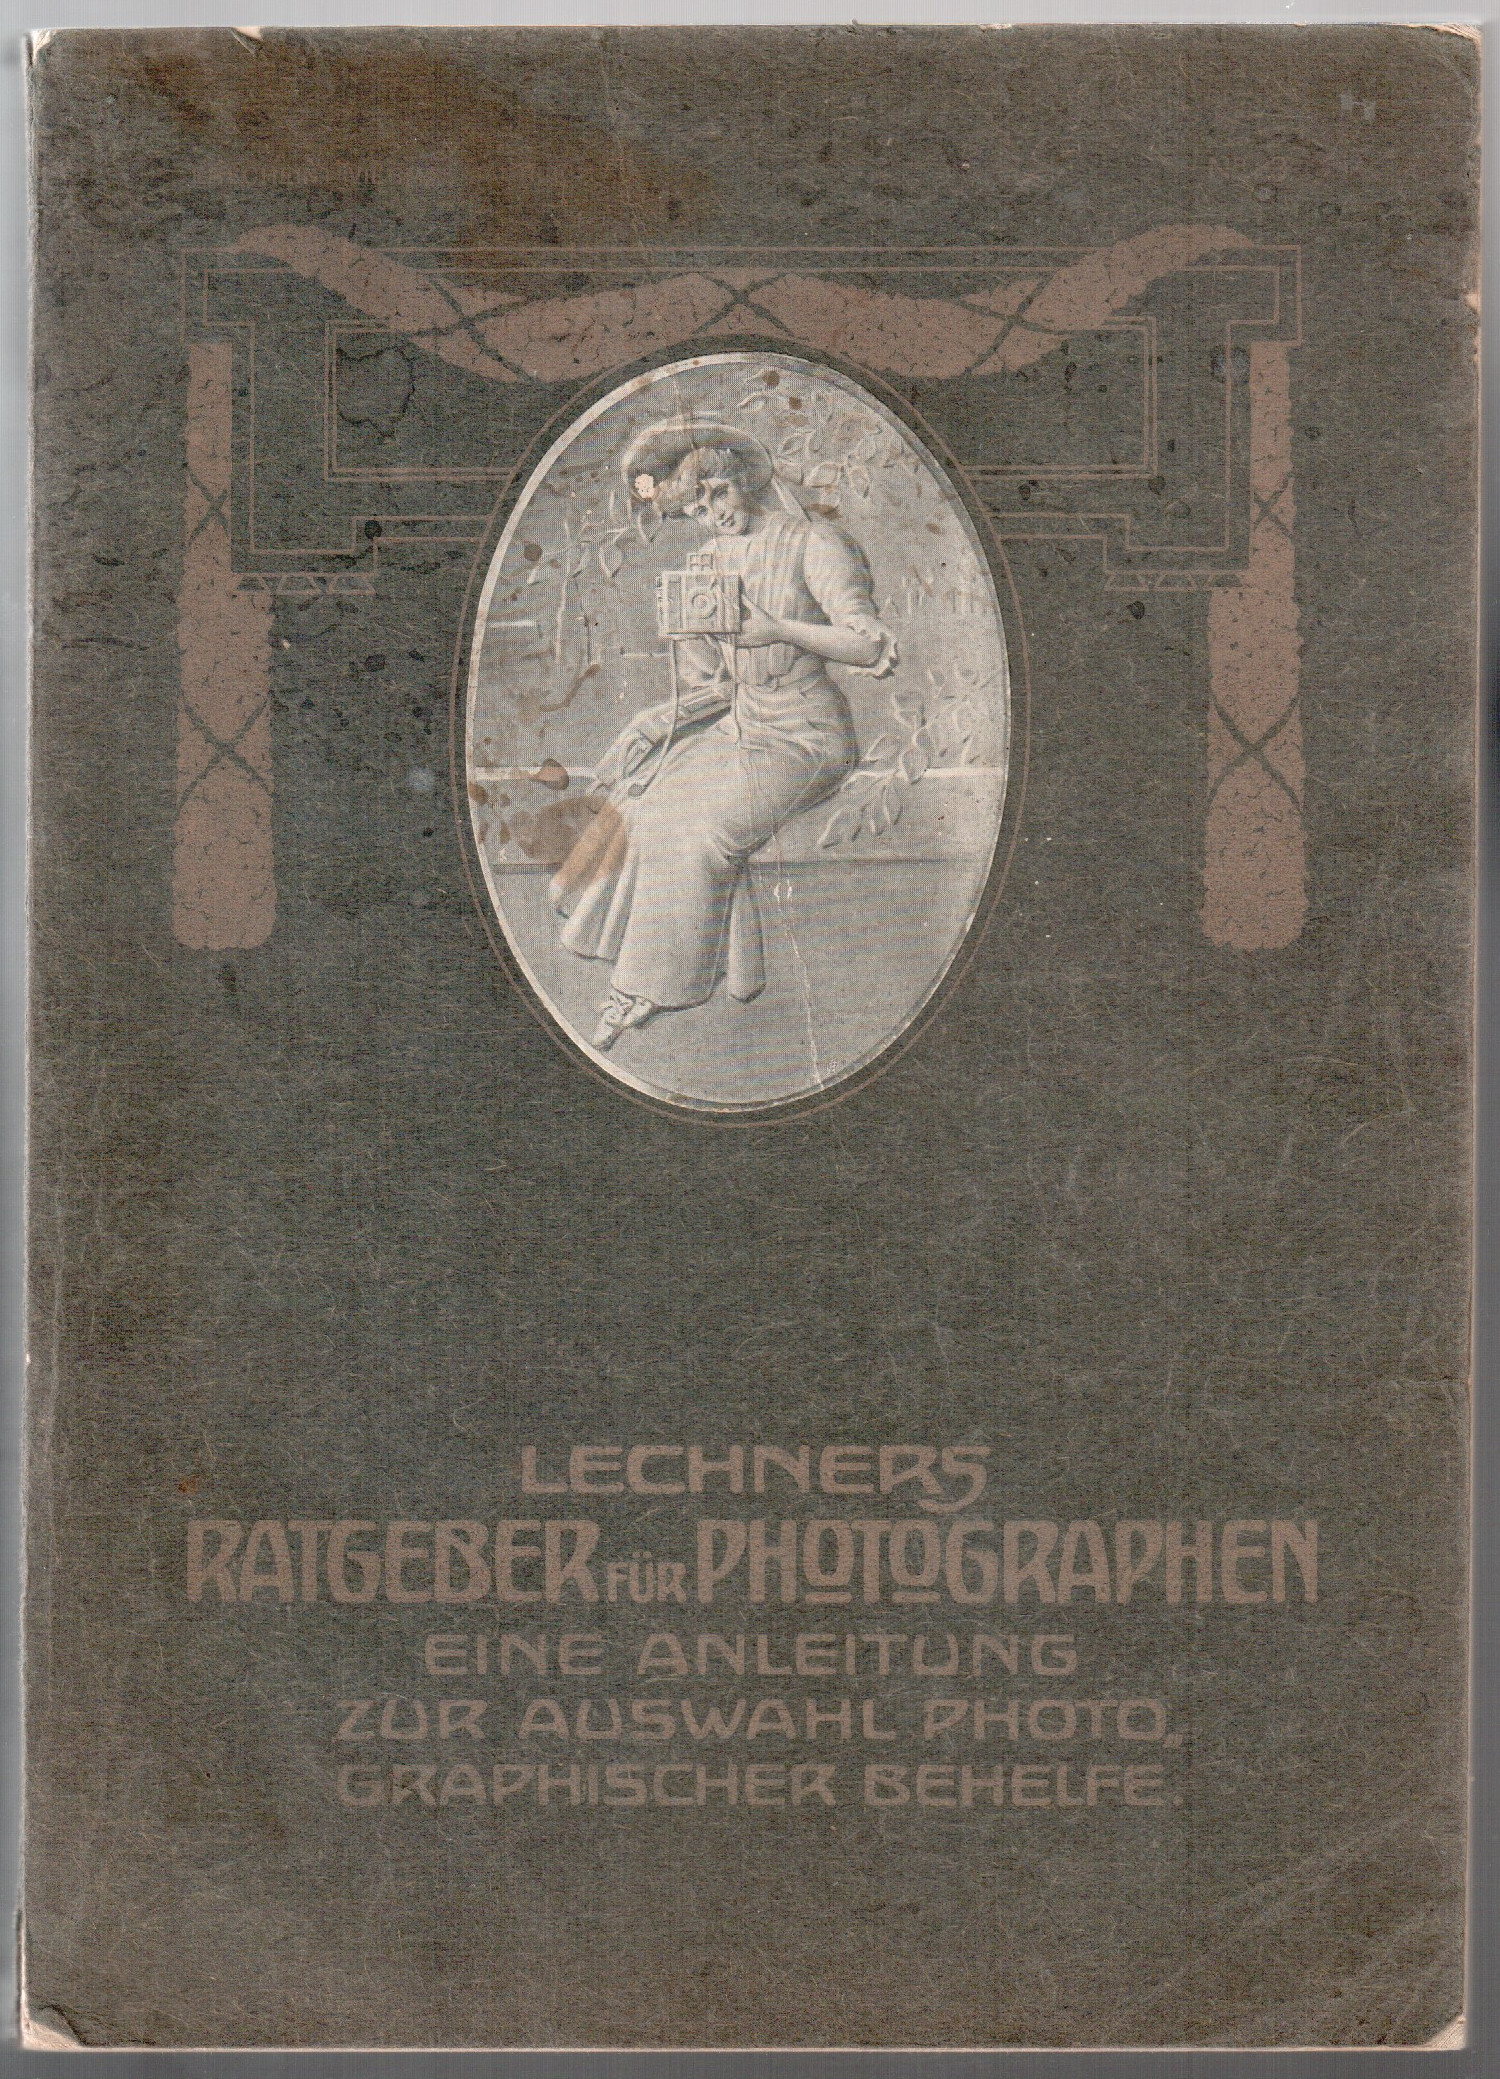 LECHNERS
RATGEBER FÜR PHOTOGRAPHEN
EINE ANLEITUNG
ZUR AUSWAHL PHOTO„
GRAPHISCHER BEHELFE.